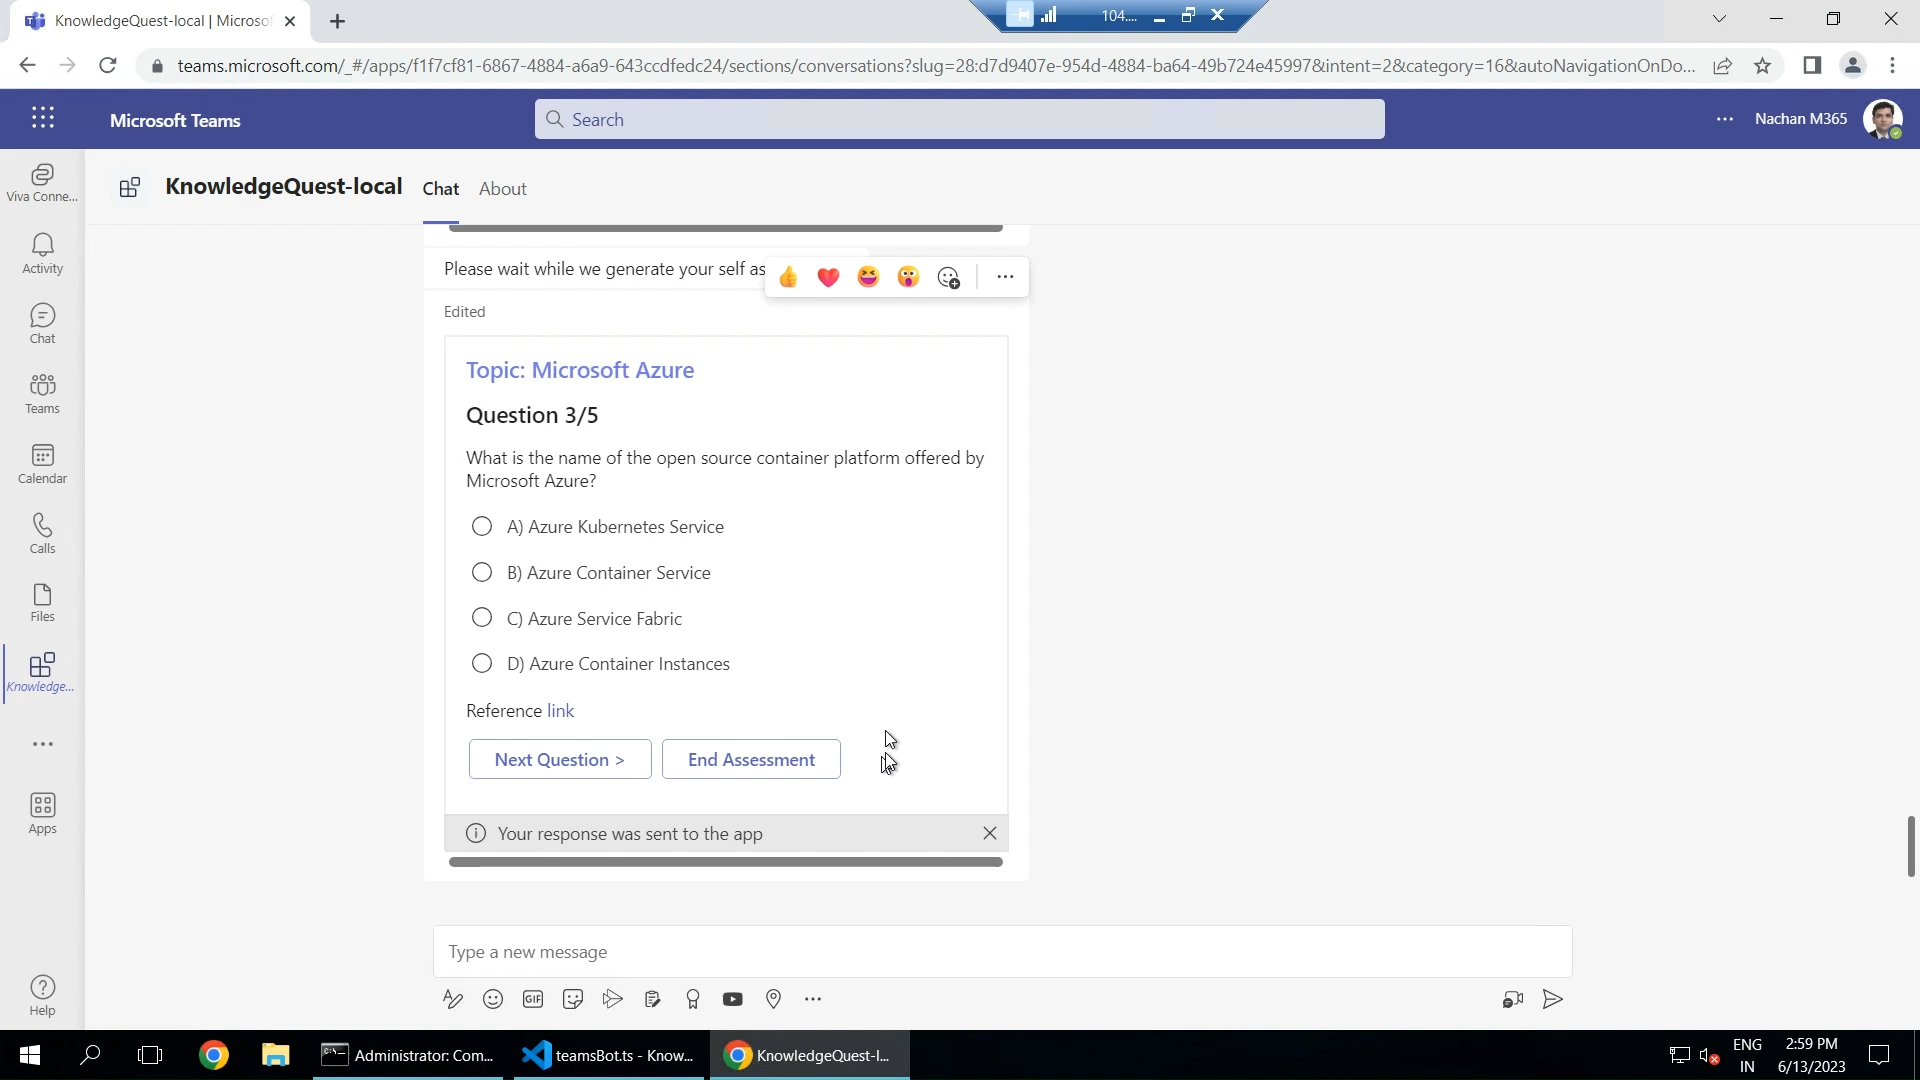 KnowledgeQuest-local | Microsof
104....
teams.microsoft.com/_#/apps/f1f7cf81-6867-4884-a6a9-643ccdfedc24/sections/conversations?slug=28:d7d9407e-954d-4884-ba64-49b724e45997&intent=2&category=16&autoNavigationOnDo...
Microsoft Teams
Search
Nachan M365
Viva Conne...
Activity
Chat
Teams
Calendar
Calls
Files
Knowledge...
Apps
Help
KnowledgeQuest-local
Chat
About
Please wait while we generate your self as
Edited
Topic: Microsoft Azure
Question 3/5
What is the name of the open source container platform offered by
Microsoft Azure?
A) Azure Kubernetes Service
B) Azure Container Service
C) Azure Service Fabric
D) Azure Container Instances
Reference link
Next Question >
End Assessment
Your response was sent to the app
Type a new message
GIF
Administrator: Com...
teamsBot.ts - Know...
KnowledgeQuest-l...
ENG
IN
2:59 PM
6/13/2023